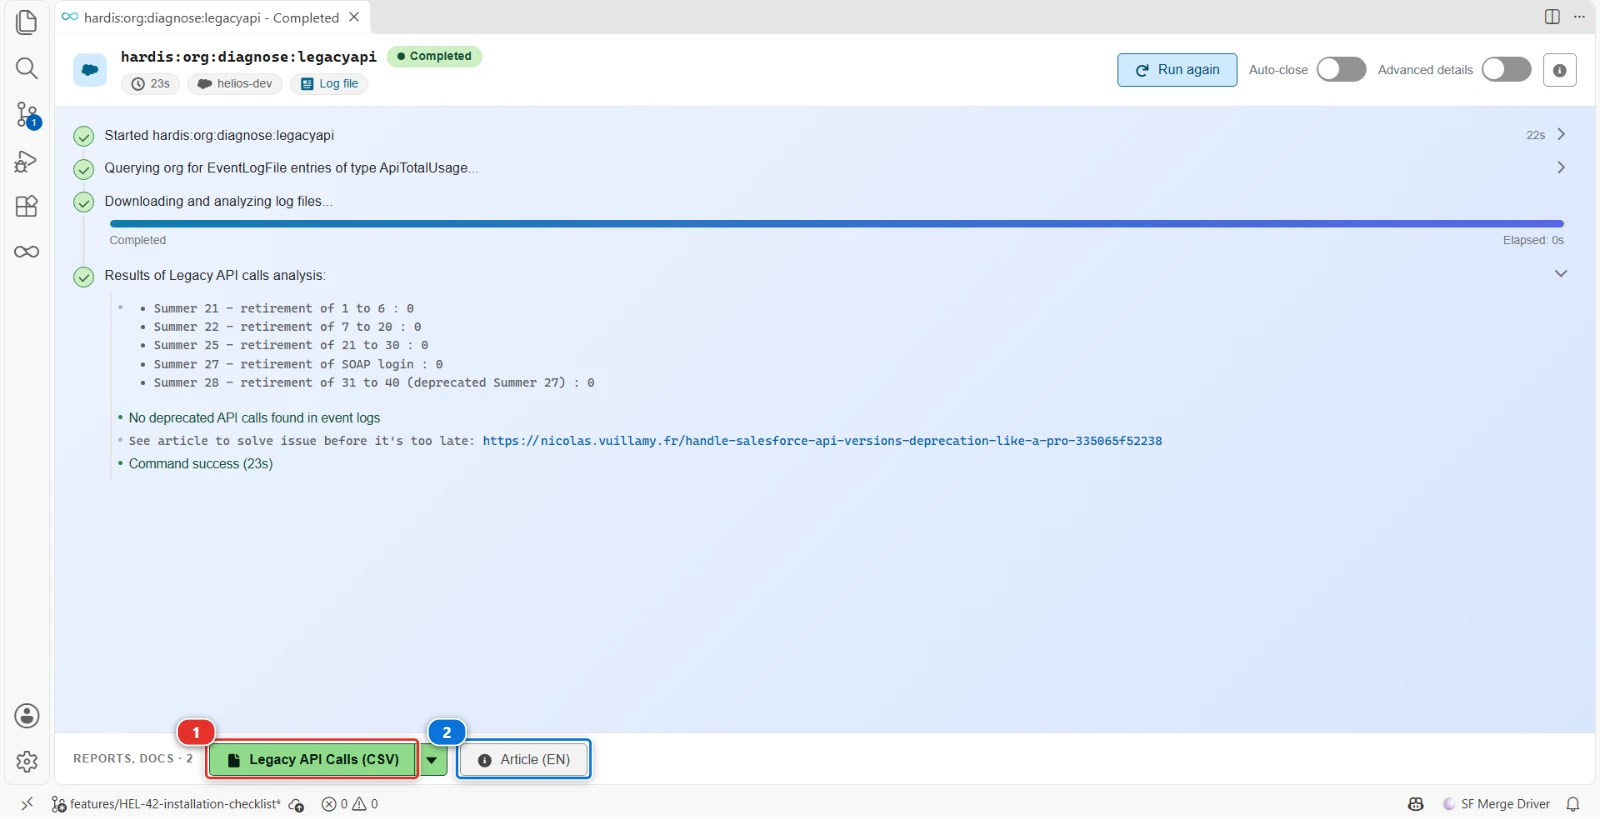 hardis:org:diagnose:legacyapi - Completed
hardis:org:diagnose:legacyapi
Completed
23s
helios-dev
Log file
Run again
Auto-close
Advanced details
1
Started hardis:org:diagnose:legacyapi
22s
Querying org for EventLogFile entries of type ApiTotalUsage...
Downloading and analyzing log files...
Completed
Elapsed: 0s
Results of Legacy API calls analysis:
• Summer 21 - retirement of 1 to 6 : 0
• Summer 22 - retirement of 7 to 20 : 0
• Summer 25 - retirement of 21 to 30 : 0
• Summer 27 - retirement of SOAP login : 0
• Summer 28 - retirement of 31 to 40 (deprecated Summer 27) : 0
• No deprecated API calls found in event logs
• See article to solve issue before it's too late: https://nicolas.vuillamy.fr/handle-salesforce-api-versions-deprecation-like-a-pro-335065f52238
• Command success (23s)
1
2
REPORTS, DOCS · 2
Legacy API Calls (CSV)
Article (EN)
features/HEL-42-installation-checklist*
0
0
SF Merge Driver